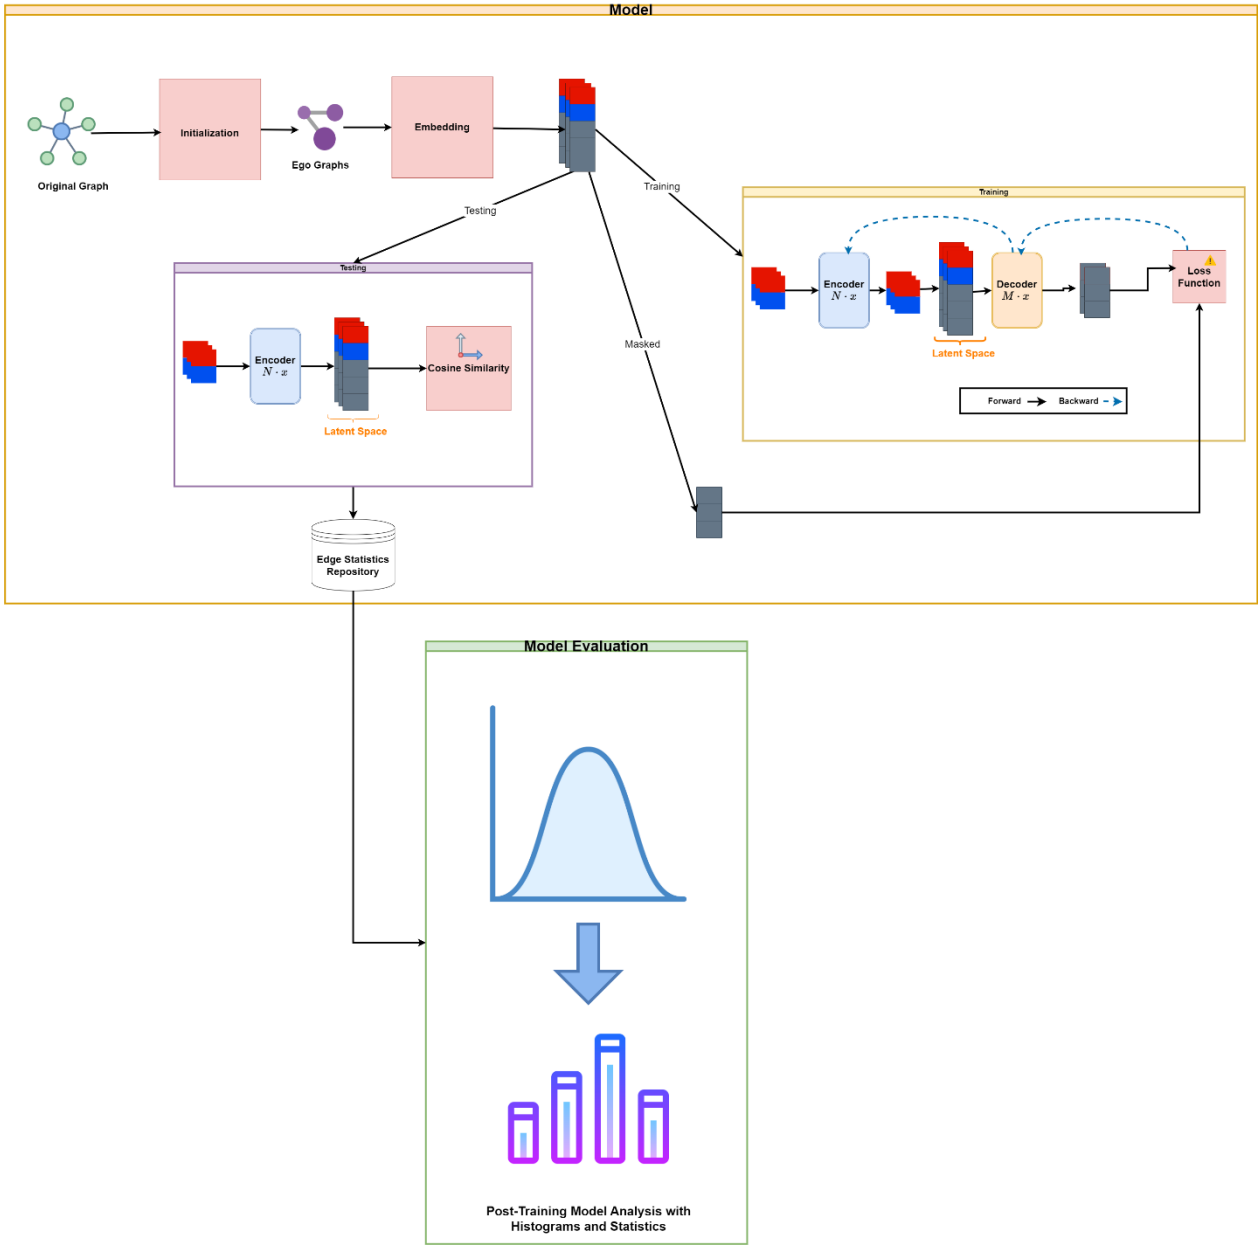 Model
Initialization
Embedding
Ego Graphs
Original Graph
Training
Testing
Masked
Training
Encoder
N · x
Decoder
M · x
Loss
Function
Latent Space
Forward
Backward
Testing
Encoder
N · x
Cosine Similarity
Latent Space
Edge Statistics
Repository
Model Evaluation
Post-Training Model Analysis with
Histograms and Statistics